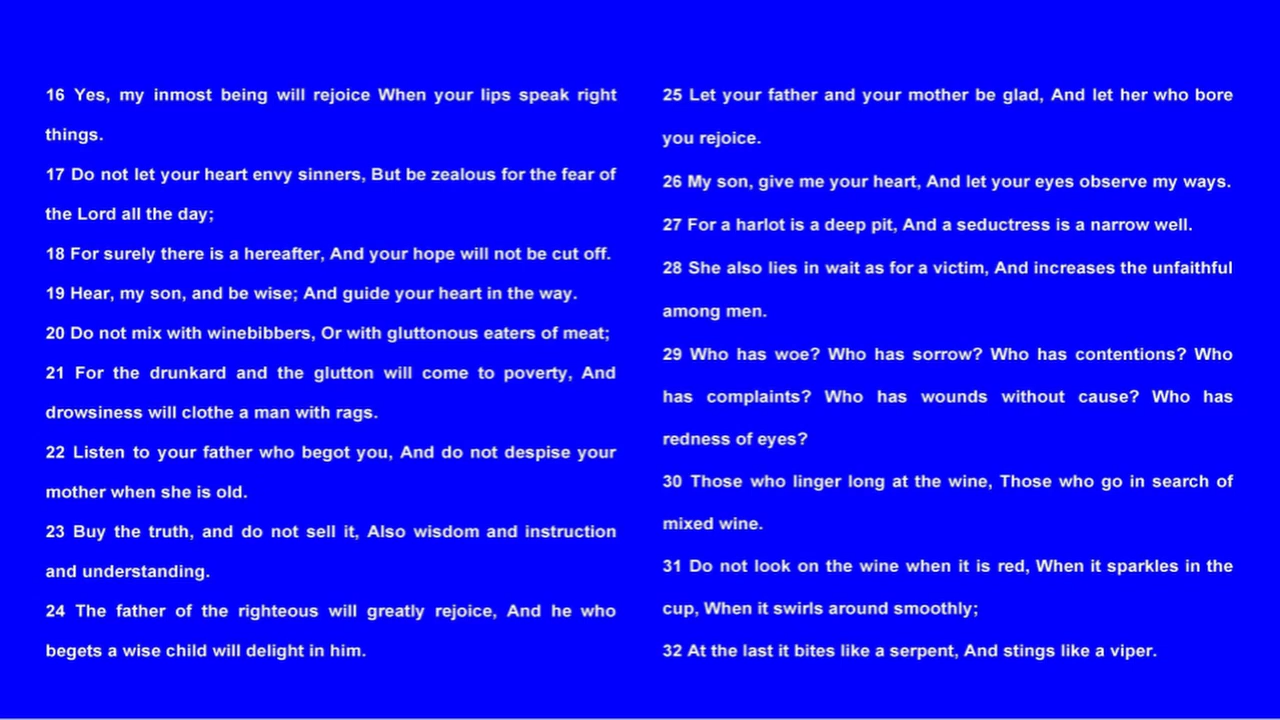 16 Yes, my inmost being will rejoice When your lips speak right
things.
17 Do not let your heart envy sinners, But be zealous for the fear of
the Lord all the day;
18 For surely there is a hereafter, And your hope will not be cut off.
19 Hear, my son, and be wise; And guide your heart in the way.
20 Do not mix with winebibbers, Or with gluttonous eaters of meat;
21 For the drunkard and the glutton will come to poverty, And
drowsiness will clothe a man with rags.
22 Listen to your father who begot you, And do not despise your
mother when she is old.
23 Buy the truth, and do not sell it, Also wisdom and instruction
and understanding.
24 The father of the righteous will greatly rejoice, And he who
begets a wise child will delight in him.
25 Let your father and your mother be glad, And let her who bore
you rejoice.
26 My son, give me your heart, And let your eyes observe my ways.
27 For a harlot is a deep pit, And a seductress is a narrow well.
28 She also lies in wait as for a victim, And increases the unfaithful
among men.
29 Who has woe? Who has sorrow? Who has contentions? Who
has complaints? Who has wounds without cause? Who has
redness of eyes?
30 Those who linger long at the wine, Those who go in search of
mixed wine.
31 Do not look on the wine when it is red, When it sparkles in the
cup, When it swirls around smoothly;
32 At the last it bites like a serpent, And stings like a viper.